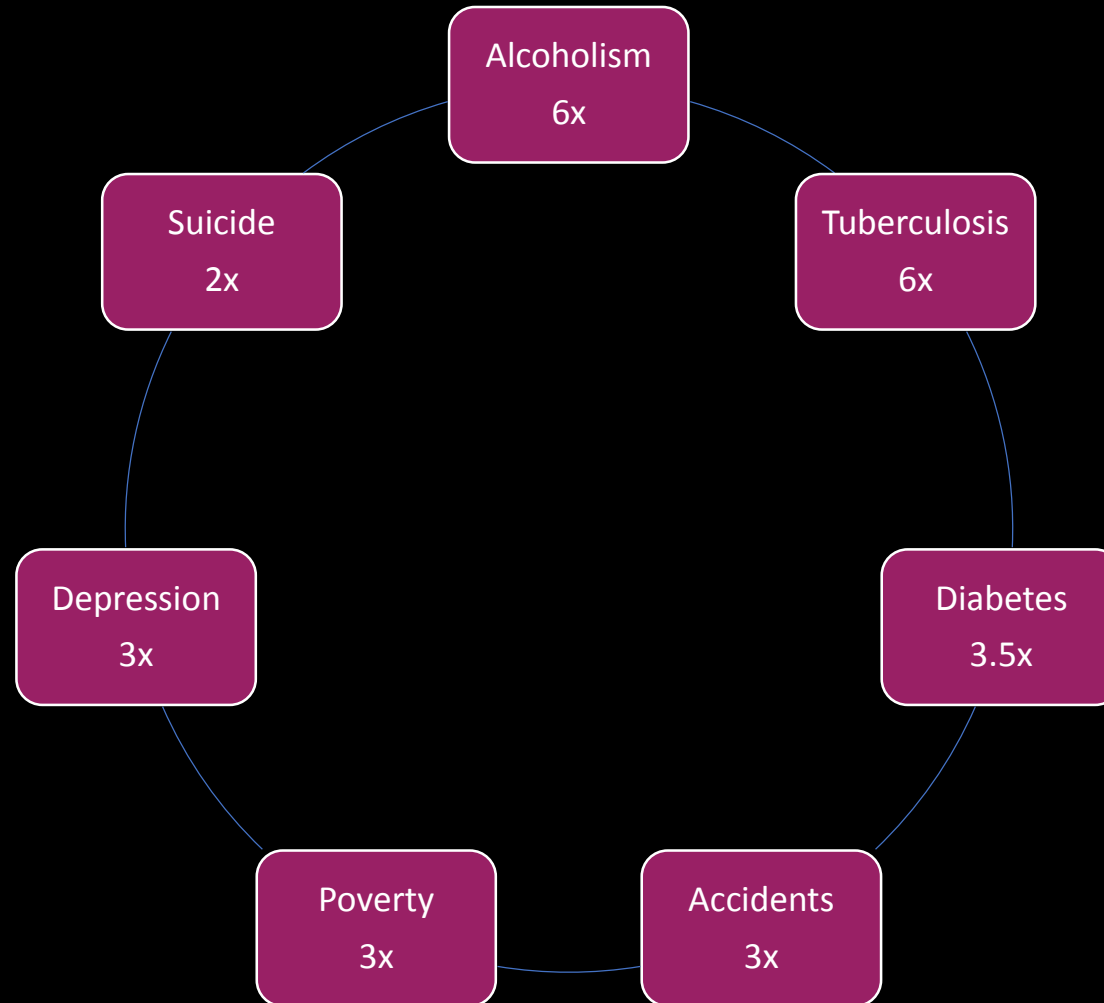 Alcoholism
6x
Tuberculosis
6x
Diabetes
3.5x
Accidents
3x
Poverty
3x
Depression
3x
Suicide
2x